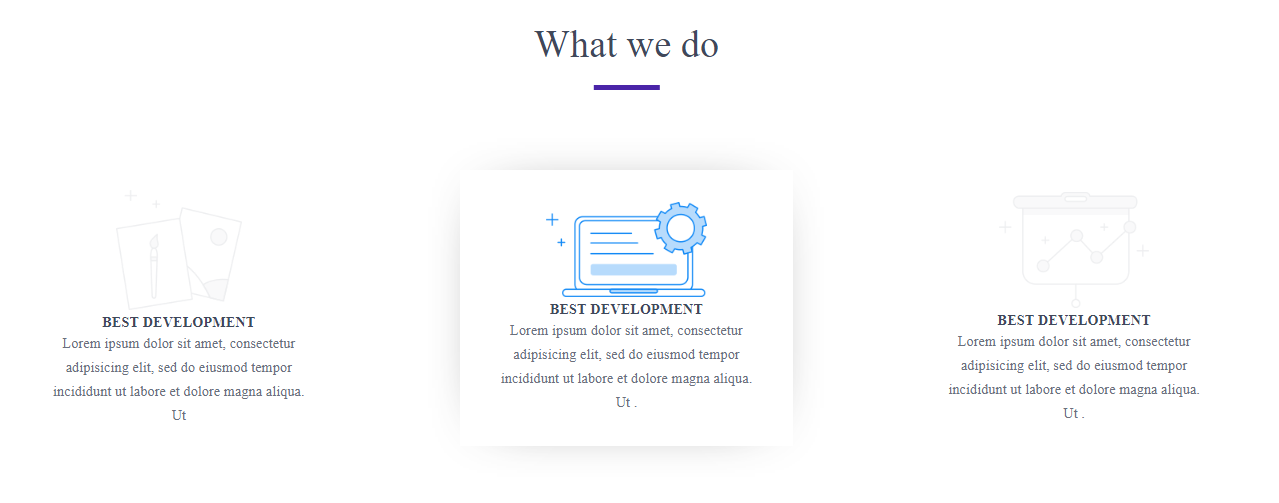 What we do
BEST DEVELOPMENT
Lorem ipsum dolor sit amet, consectetur
adipisicing elit, sed do eiusmod tempor
incididunt ut labore et dolore magna aliqua.
Ut
BEST DEVELOPMENT
Lorem ipsum dolor sit amet, consectetur
adipisicing elit, sed do eiusmod tempor
incididunt ut labore et dolore magna aliqua.
Ut .
BEST DEVELOPMENT
Lorem ipsum dolor sit amet, consectetur
adipisicing elit, sed do eiusmod tempor
incididunt ut labore et dolore magna aliqua.
Ut .